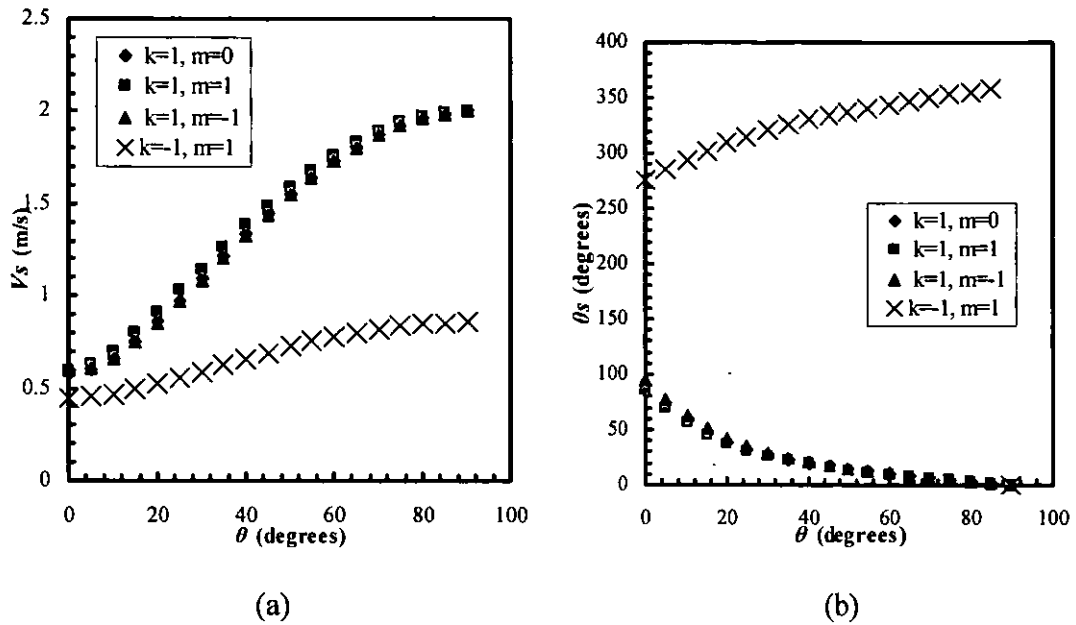 2.5
2
1.5
1
0.5
0
Vs (m/s)
k=1, m=0
k=1, m=1
k=1, m=-1
k=-1, m=1
0 20 40 60 80 100
θ (degrees)
(a)
400
350
300
250
200
150
100
50
0
θs (degrees)
k=1, m=0
k=1, m=1
k=1, m=-1
k=-1, m=1
0 20 40 60 80 100
θ (degrees)
(b)